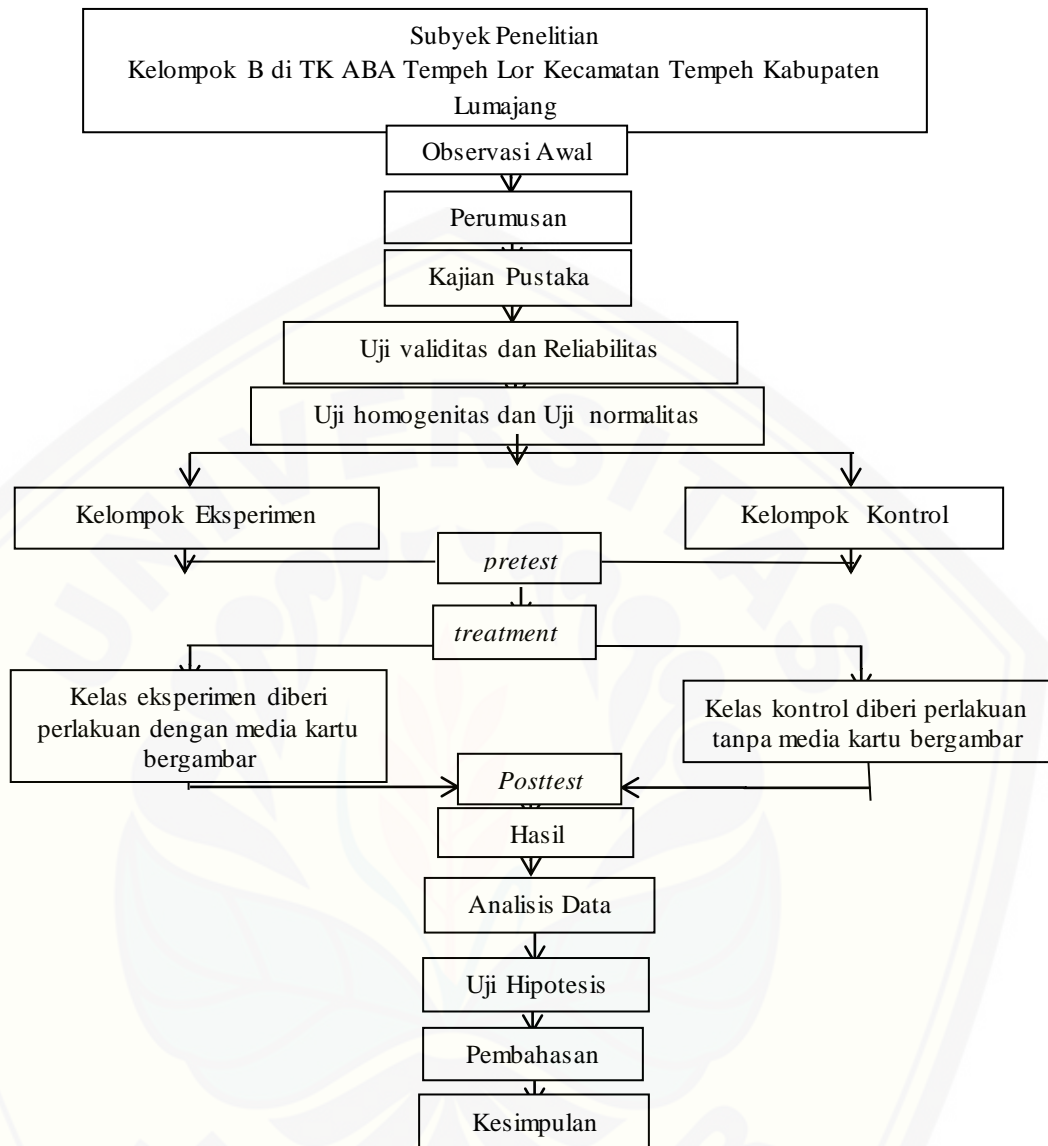 Subyek Penelitian
Kelompok B di TK ABA Tempeh Lor Kecamatan Tempeh Kabupaten
Lumajang
Observasi Awal
Perumusan
Kajian Pustaka
Uji validitas dan Reliabilitas
Uji homogenitas dan Uji normalitas
Kelompok Eksperimen
Kelompok Kontrol
pretest
treatment
Kelas eksperimen diberi
perlakuan dengan media kartu
bergambar
Kelas kontrol diberi perlakuan
tanpa media kartu bergambar
Posttest
Hasil
Analisis Data
Uji Hipotesis
Pembahasan
Kesimpulan
UNIVERSITAS